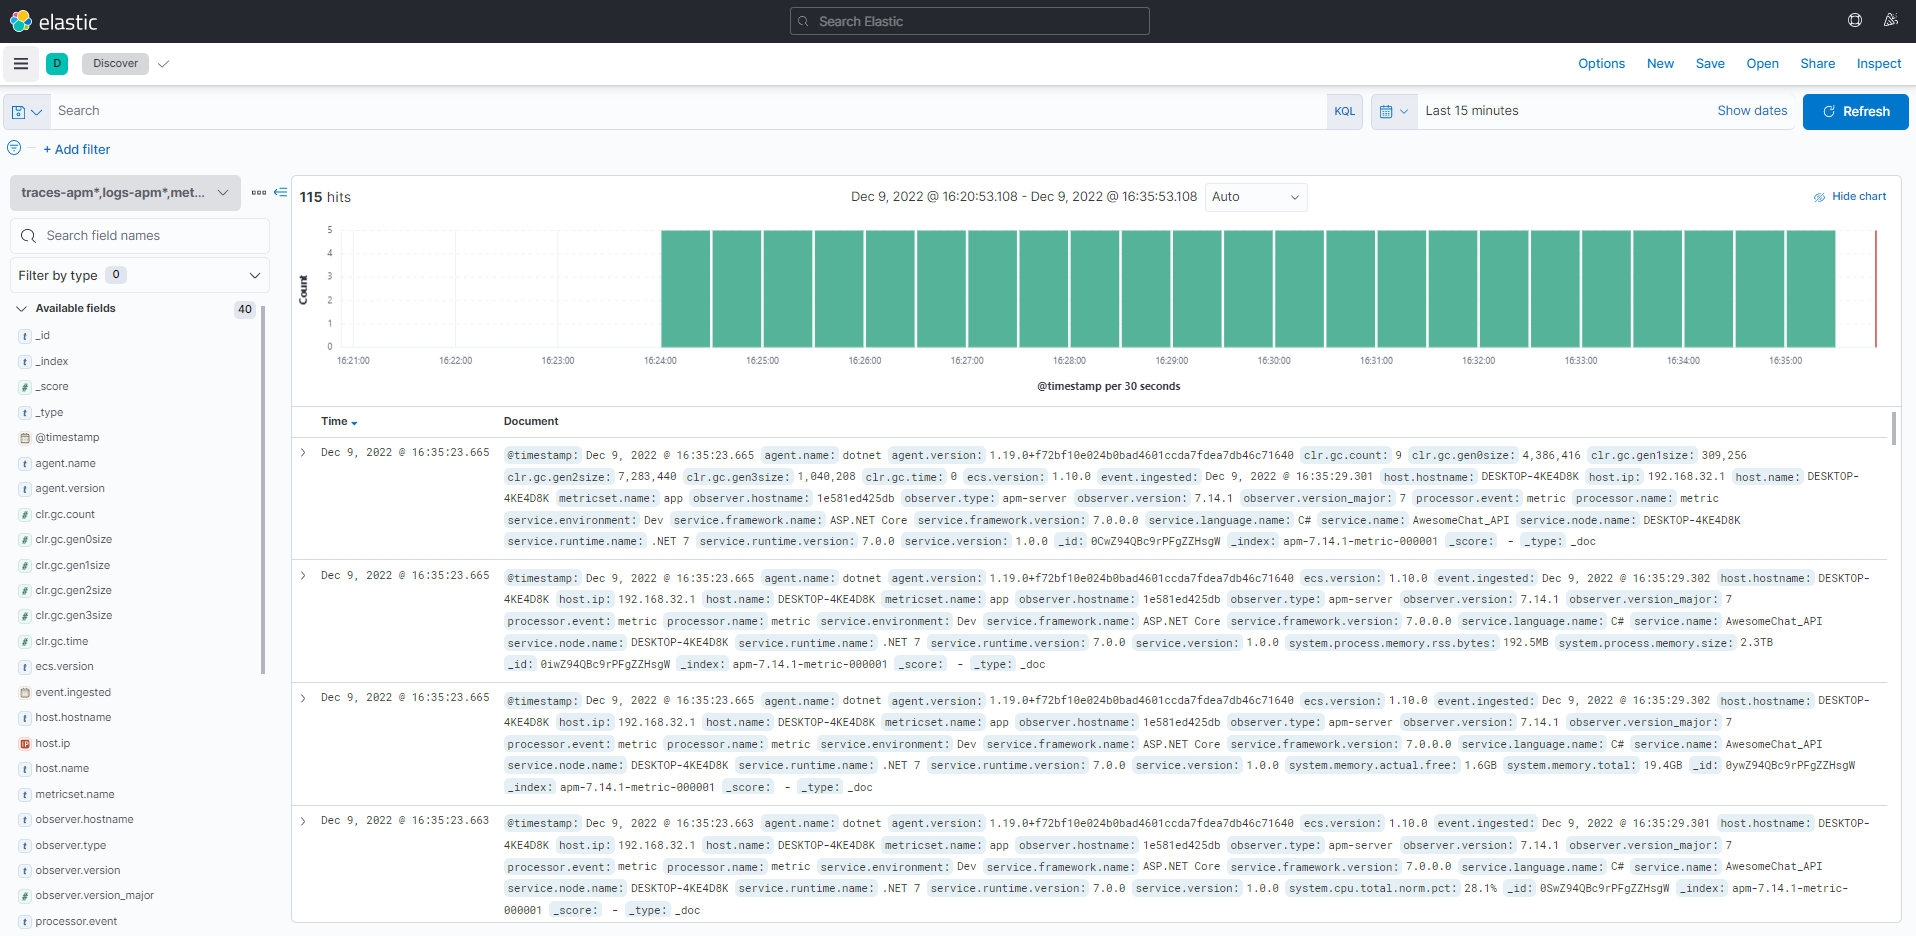 elastic
Search Elastic
D
Discover
Options New Save Open Share Inspect
Search
KQL
Last 15 minutes
Show dates
Refresh
+ Add filter
traces-apm*,logs-apm*,met...
Search field names
Filter by type 0
Available fields 40
t _id
t _index
# _score
t _type
@timestamp
t agent.name
t agent.version
# clr.gc.count
# clr.gc.gen0size
# clr.gc.gen1size
# clr.gc.gen2size
# clr.gc.gen3size
# clr.gc.time
t ecs.version
event.ingested
t host.hostname
IP host.ip
t host.name
t metricset.name
t observer.hostname
t observer.type
t observer.version
# observer.version_major
t processor.event
115 hits
Dec 9, 2022 @ 16:20:53.108 - Dec 9, 2022 @ 16:35:53.108
Auto
Hide chart
Count
5
4
3
2
1
0
16:21:00 16:22:00 16:23:00 16:24:00 16:25:00 16:26:00 16:27:00 16:28:00 16:29:00 16:30:00 16:31:00 16:32:00 16:33:00 16:34:00 16:35:00
@timestamp per 30 seconds
Time Document
Dec 9, 2022 @ 16:35:23.665
@timestamp: Dec 9, 2022 @ 16:35:23.665 agent.name: dotnet agent.version: 1.19.0+f72bf10e024b0bad4601ccda7fdea7db46c71640 clr.gc.count: 9 clr.gc.gen0size: 4,386,416 clr.gc.gen1size: 309,256
clr.gc.gen2size: 7,283,440 clr.gc.gen3size: 1,040,208 clr.gc.time: 0 ecs.version: 1.10.0 event.ingested: Dec 9, 2022 @ 16:35:29.301 host.hostname: DESKTOP-4KE4D8K host.ip: 192.168.32.1 host.name: DESKTOP-
4KE4D8K metricset.name: app observer.hostname: 1e581ed425db observer.type: apm-server observer.version: 7.14.1 observer.version_major: 7 processor.event: metric processor.name: metric
service.environment: Dev service.framework.name: ASP.NET Core service.framework.version: 7.0.0.0 service.language.name: C# service.name: AwesomeChat_API service.node.name: DESKTOP-4KE4D8K
service.runtime.name: .NET 7 service.runtime.version: 7.0.0 service.version: 1.0.0 _id: 0CwZ94QBc9rPFgZZHsgW _index: apm-7.14.1-metric-000001 _score: - _type: _doc
Dec 9, 2022 @ 16:35:23.665
@timestamp: Dec 9, 2022 @ 16:35:23.665 agent.name: dotnet agent.version: 1.19.0+f72bf10e024b0bad4601ccda7fdea7db46c71640 ecs.version: 1.10.0 event.ingested: Dec 9, 2022 @ 16:35:29.302 host.hostname: DESKTOP-
4KE4D8K host.ip: 192.168.32.1 host.name: DESKTOP-4KE4D8K metricset.name: app observer.hostname: 1e581ed425db observer.type: apm-server observer.version: 7.14.1 observer.version_major: 7
processor.event: metric processor.name: metric service.environment: Dev service.framework.name: ASP.NET Core service.framework.version: 7.0.0.0 service.language.name: C# service.name: AwesomeChat_API
service.node.name: DESKTOP-4KE4D8K service.runtime.name: .NET 7 service.runtime.version: 7.0.0 service.version: 1.0.0 system.process.memory.rss.bytes: 192.5MB system.process.memory.size: 2.3TB
_id: 0iwZ94QBc9rPFgZZHsgW _index: apm-7.14.1-metric-000001 _score: - _type: _doc
Dec 9, 2022 @ 16:35:23.665
@timestamp: Dec 9, 2022 @ 16:35:23.665 agent.name: dotnet agent.version: 1.19.0+f72bf10e024b0bad4601ccda7fdea7db46c71640 ecs.version: 1.10.0 event.ingested: Dec 9, 2022 @ 16:35:29.302 host.hostname: DESKTOP-
4KE4D8K host.ip: 192.168.32.1 host.name: DESKTOP-4KE4D8K metricset.name: app observer.hostname: 1e581ed425db observer.type: apm-server observer.version: 7.14.1 observer.version_major: 7
processor.event: metric processor.name: metric service.environment: Dev service.framework.name: ASP.NET Core service.framework.version: 7.0.0.0 service.language.name: C# service.name: AwesomeChat_API
service.node.name: DESKTOP-4KE4D8K service.runtime.name: .NET 7 service.runtime.version: 7.0.0 service.version: 1.0.0 system.memory.actual.free: 1.6GB system.memory.total: 19.4GB _id: 0ywZ94QBc9rPFgZZHsgW
_index: apm-7.14.1-metric-000001 _score: - _type: _doc
Dec 9, 2022 @ 16:35:23.663
@timestamp: Dec 9, 2022 @ 16:35:23.663 agent.name: dotnet agent.version: 1.19.0+f72bf10e024b0bad4601ccda7fdea7db46c71640 ecs.version: 1.10.0 event.ingested: Dec 9, 2022 @ 16:35:29.301 host.hostname: DESKTOP-
4KE4D8K host.ip: 192.168.32.1 host.name: DESKTOP-4KE4D8K metricset.name: app observer.hostname: 1e581ed425db observer.type: apm-server observer.version: 7.14.1 observer.version_major: 7
processor.event: metric processor.name: metric service.environment: Dev service.framework.name: ASP.NET Core service.framework.version: 7.0.0.0 service.language.name: C# service.name: AwesomeChat_API
service.node.name: DESKTOP-4KE4D8K service.runtime.name: .NET 7 service.runtime.version: 7.0.0 service.version: 1.0.0 system.cpu.total.norm.pct: 28.1% _id: 0SwZ94QBc9rPFgZZHsgW _index: apm-7.14.1-metric-
000001 _score: - _type: _doc